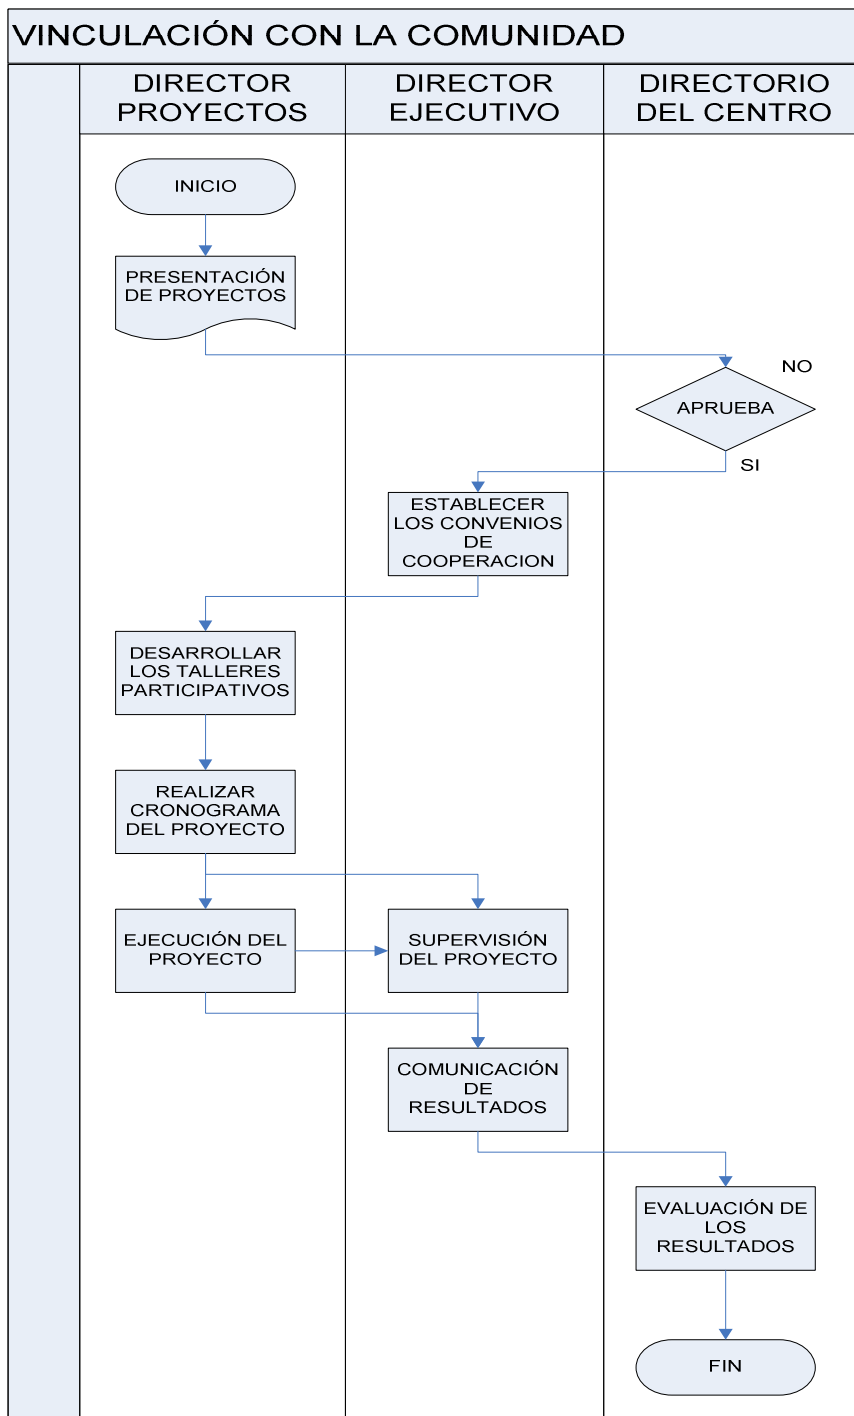 VINCULACIÓN CON LA COMUNIDAD
DIRECTOR
PROYECTOS
DIRECTOR
EJECUTIVO
DIRECTORIO
DEL CENTRO
INICIO
PRESENTACIÓN
DE PROYECTOS
NO
APRUEBA
SI
ESTABLECER
LOS CONVENIOS
DE
COOPERACION
DESARROLLAR
LOS TALLERES
PARTICIPATIVOS
REALIZAR
CRONOGRAMA
DEL PROYECTO
EJECUCIÓN DEL
PROYECTO
SUPERVISIÓN
DEL PROYECTO
COMUNICACIÓN
DE
RESULTADOS
EVALUACIÓN DE
LOS
RESULTADOS
FIN